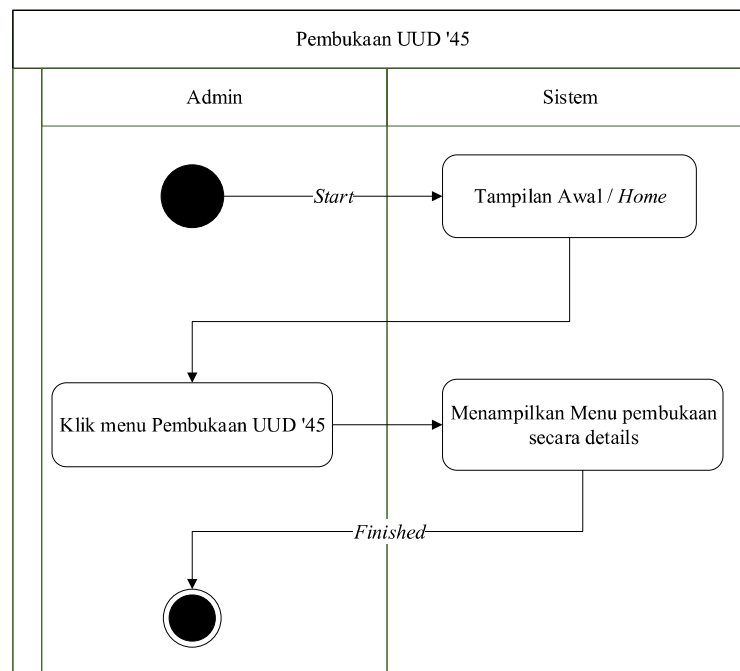 Pembukaan UUD '45
Admin
Sistem
Start
Tampilan Awal / Home
Klik menu Pembukaan UUD '45
Menampilkan Menu pembukaan
secara details
Finished